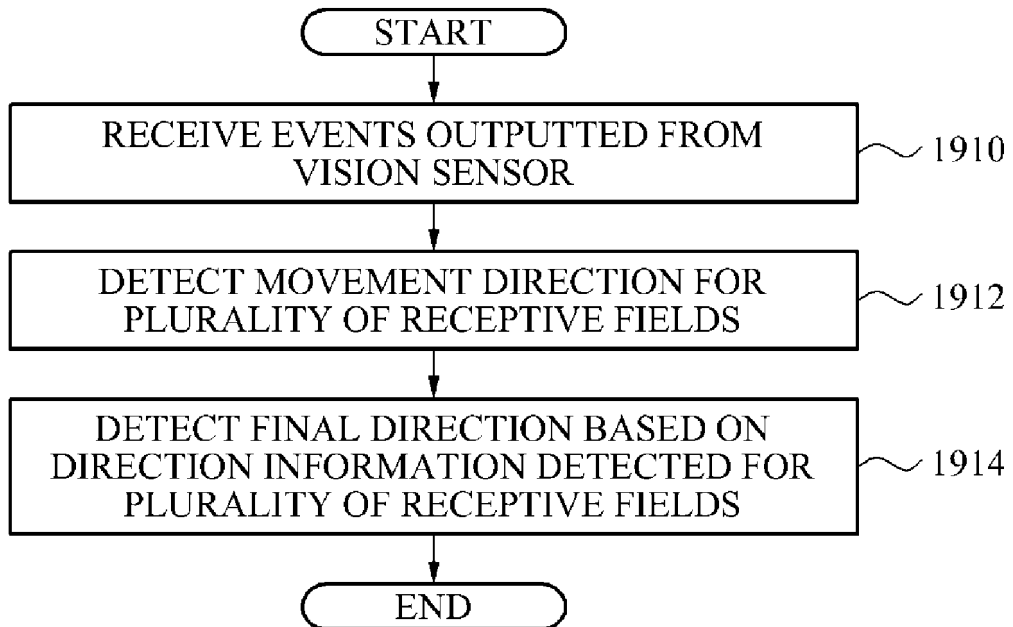 START
RECEIVE EVENTS OUTPUTTED FROM
VISION SENSOR
1910
DETECT MOVEMENT DIRECTION FOR
PLURALITY OF RECEPTIVE FIELDS
1912
DETECT FINAL DIRECTION BASED ON
DIRECTION INFORMATION DETECTED FOR
PLURALITY OF RECEPTIVE FIELDS
1914
END